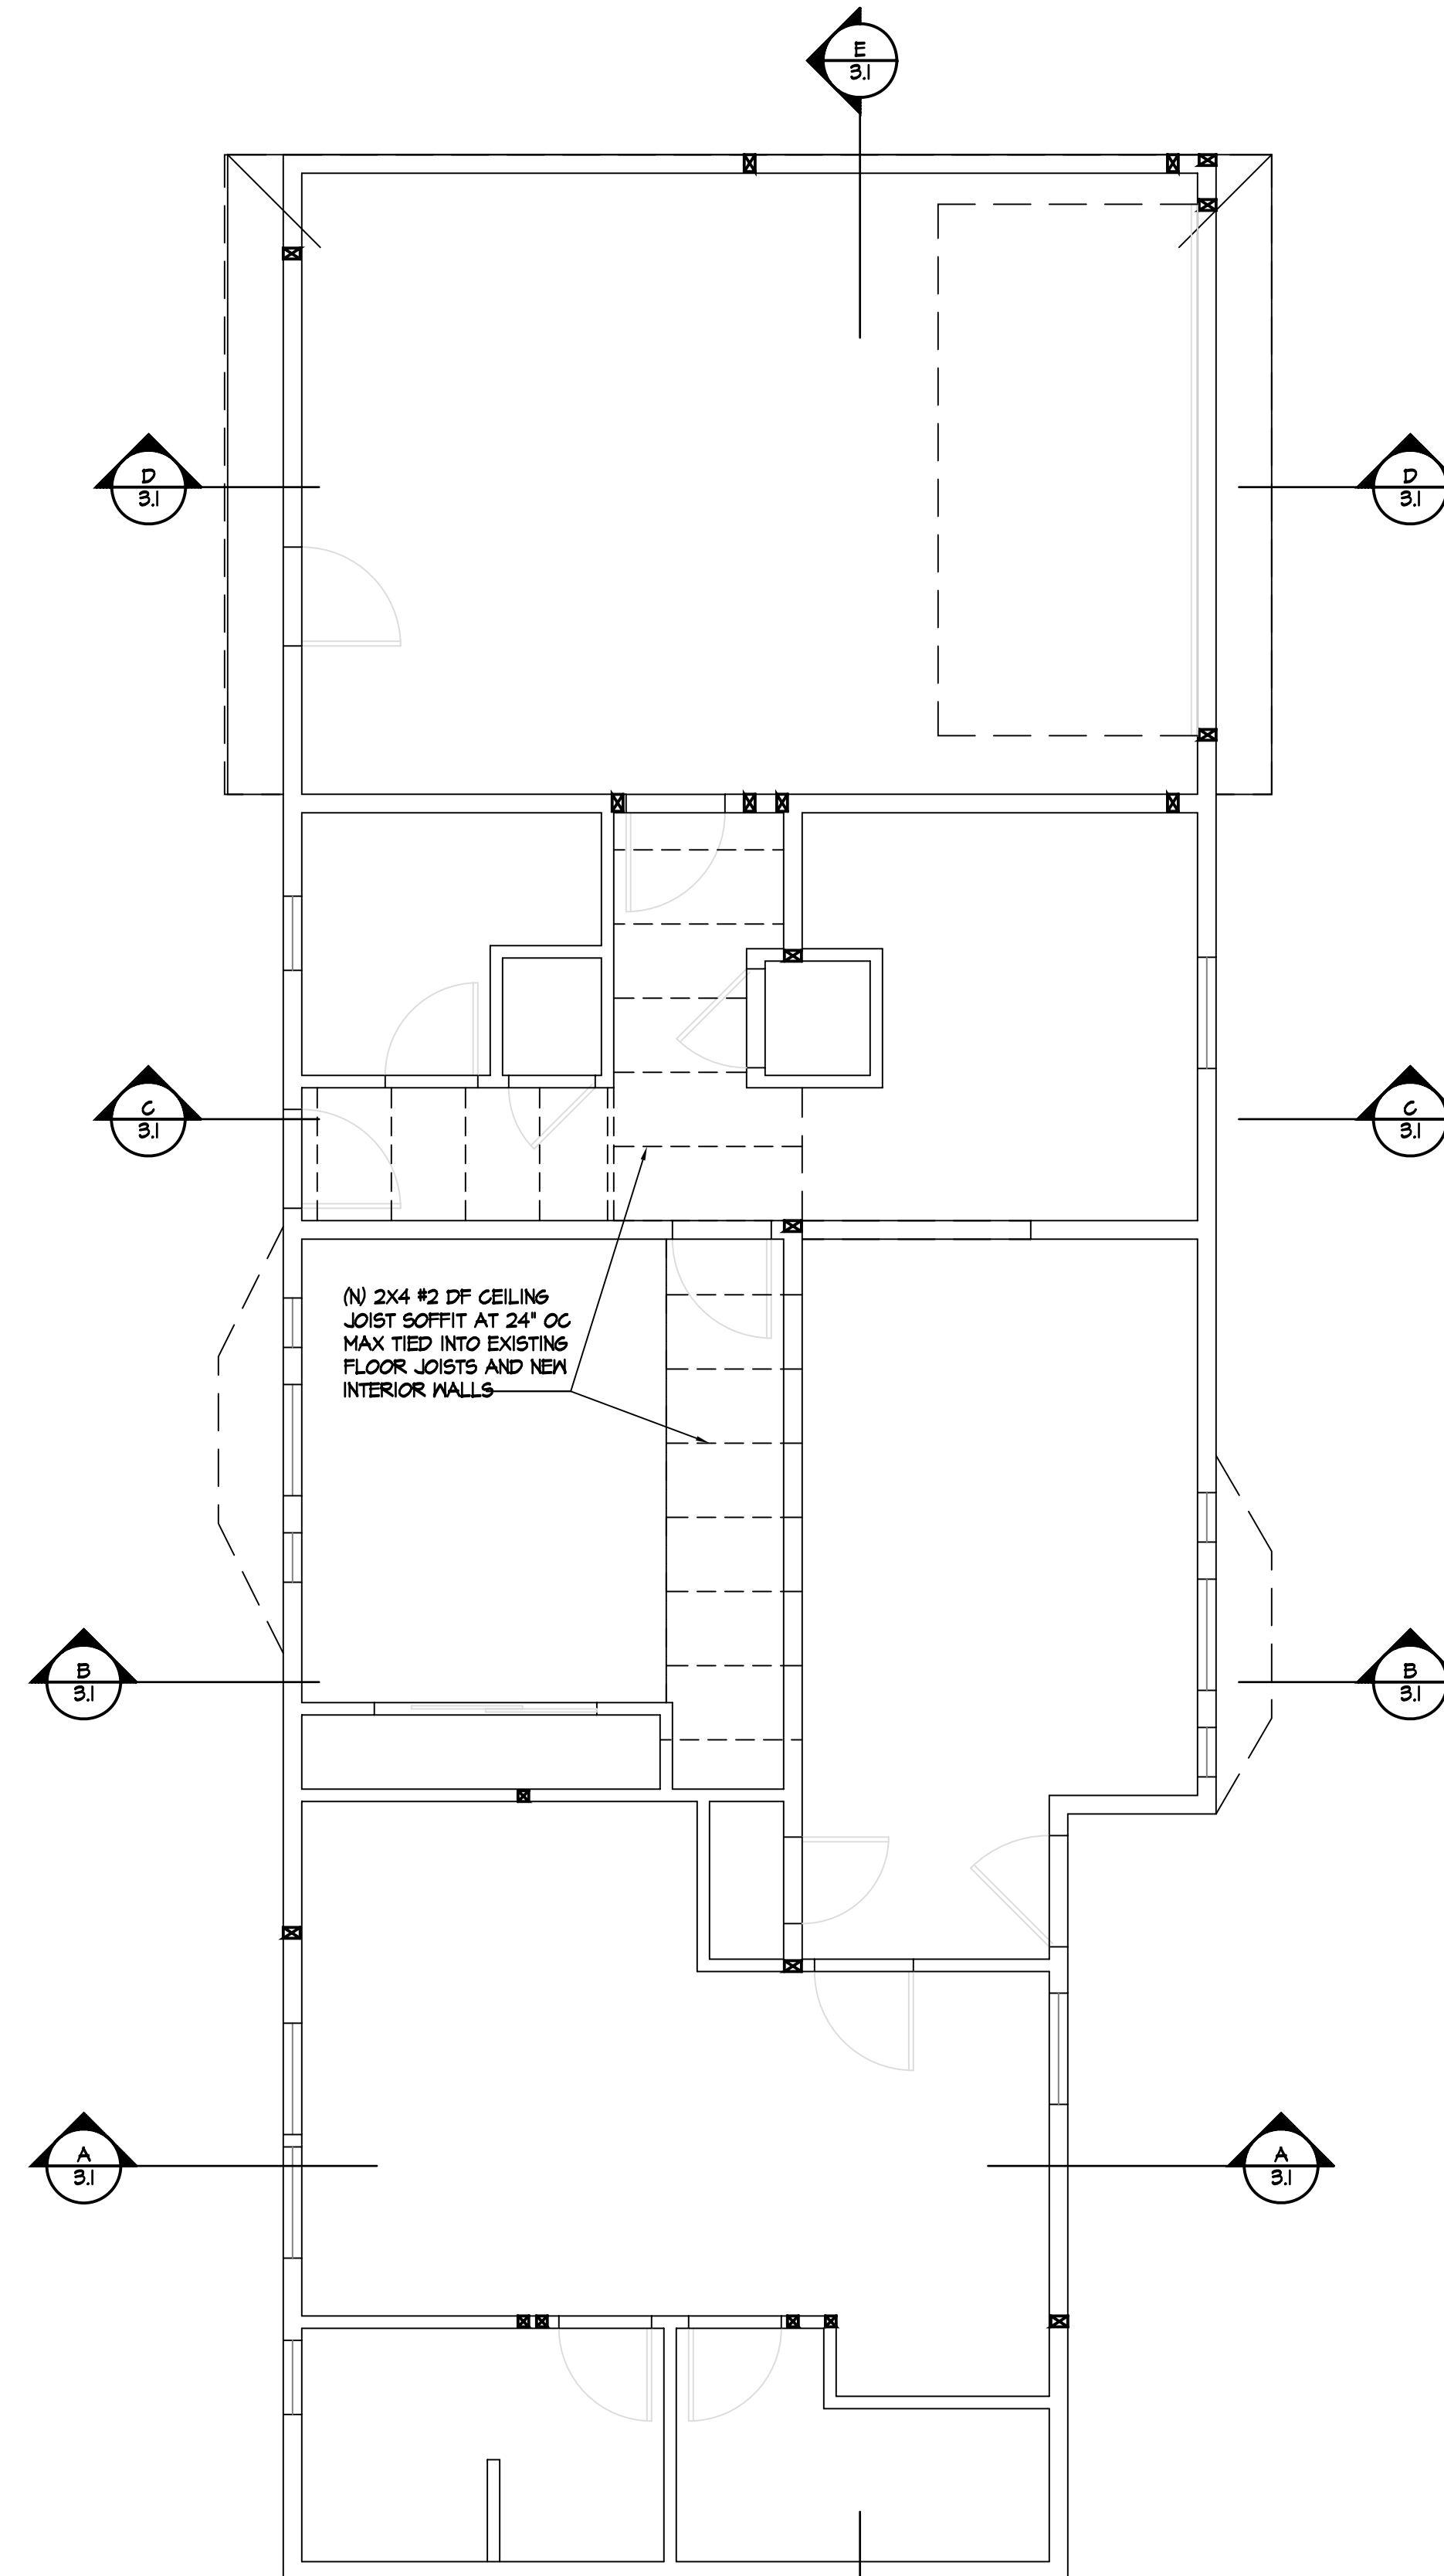 E
3.1
D
3.1
D
3.1
C
3.1
C
3.1
(N) 2X4 #2 DF CEILING
JOIST SOFFIT AT 24" OC
MAX TIED INTO EXISTING
FLOOR JOISTS AND NEW
INTERIOR WALLS
B
3.1
B
3.1
A
3.1
A
3.1